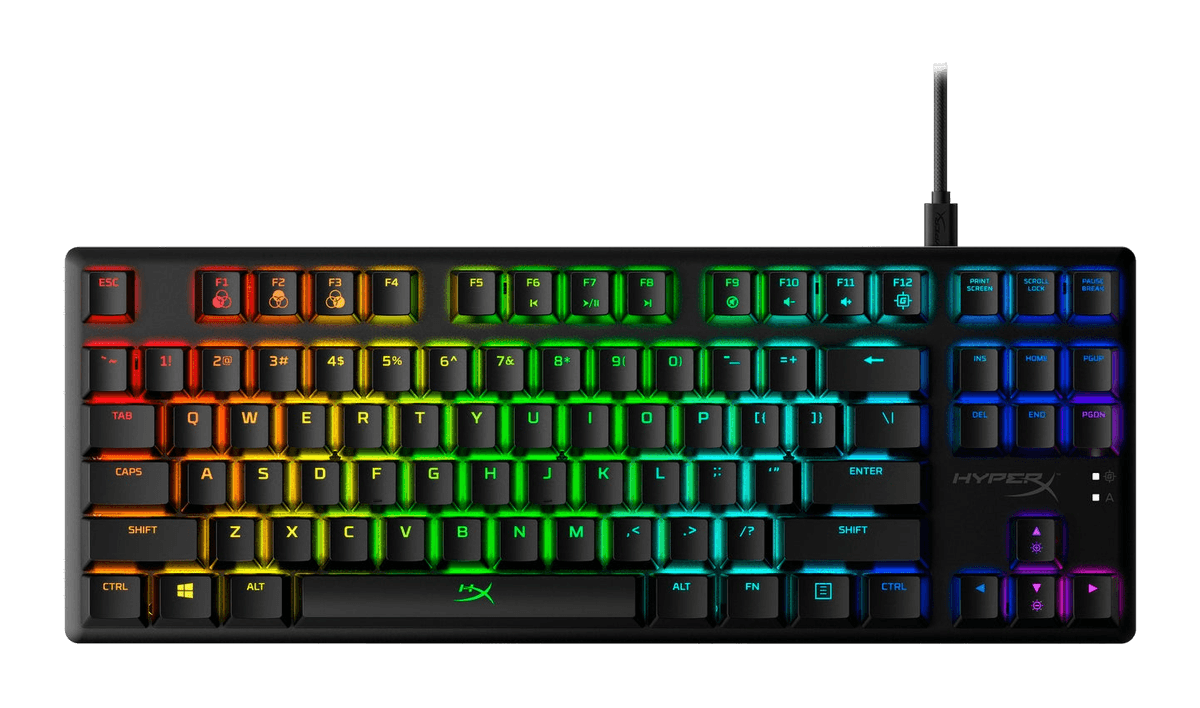 ESC F1 F2 F3 F4 F5 F6 F7 F8 F9 F10 F11 F12 PRINT SCREEN SCROLL LOCK PAUSE BREAK
`~ 1! 2@ 3# 4$ 5% 6^ 7& 8* 9( 0) -_ =+ INS HOME PGUP
TAB Q W E R T Y U I O P [{ ]} \| DEL END PGDN
CAPS A S D F G H J K L ;: '" ENTER HYPERX
A
SHIFT Z X C V B N M ,< .> /? SHIFT
CTRL ALT HX ALT FN CTRL